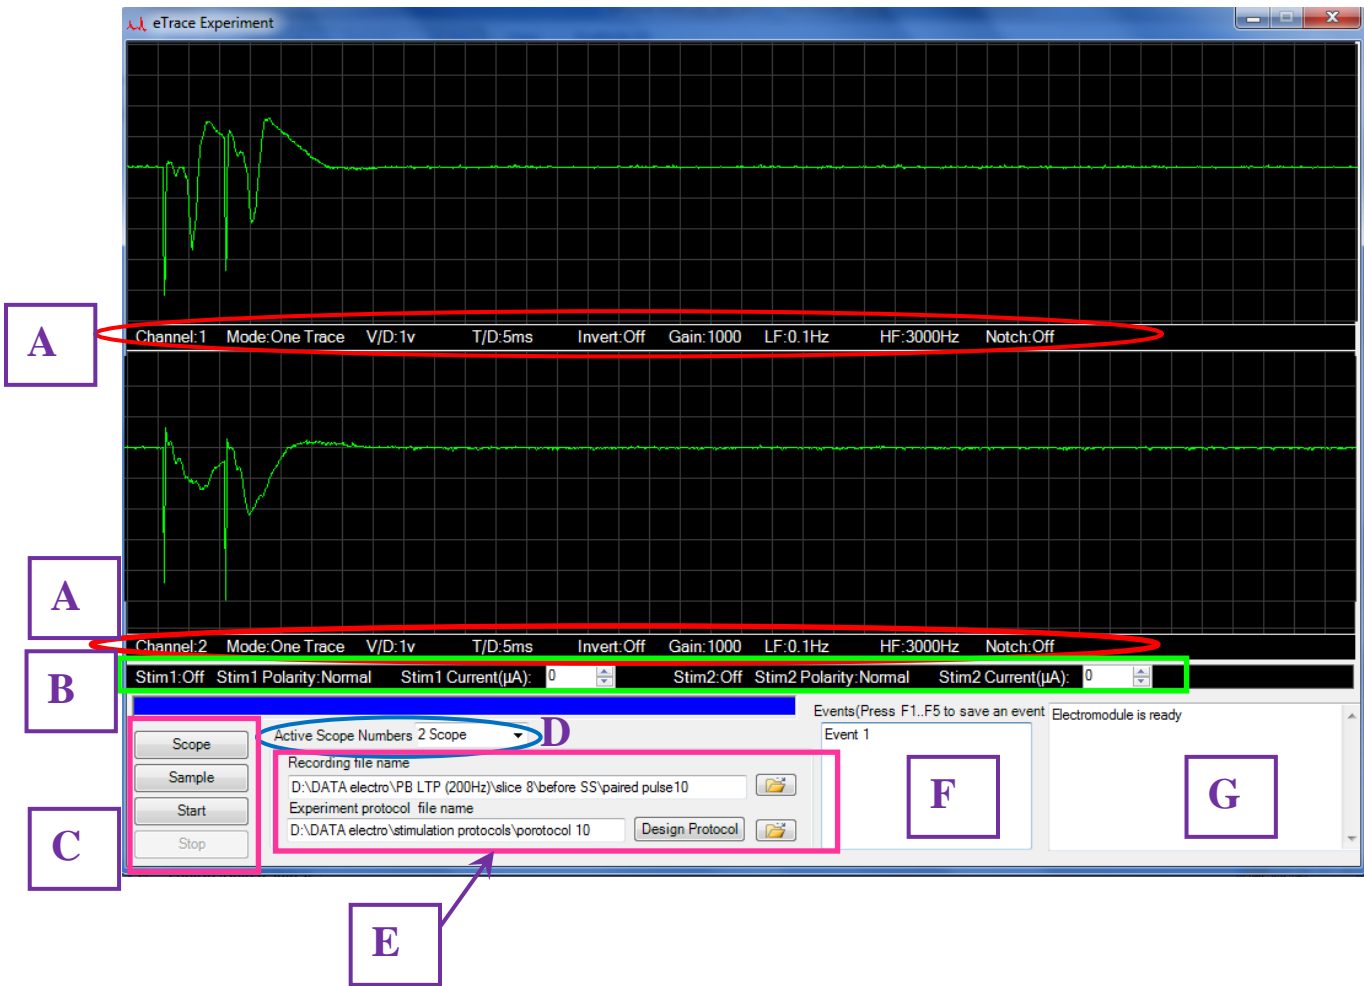 eTrace Experiment
A
Channel:1 Mode:One Trace V/D:1v T/D:5ms Invert:Off Gain:1000 LF:0.1Hz HF:3000Hz Notch:Off
A
Channel:2 Mode:One Trace V/D:1v T/D:5ms Invert:Off Gain:1000 LF:0.1Hz HF:3000Hz Notch:Off
B
Stim1:Off Stim1 Polarity:Normal Stim1 Current(µA): 0 Stim2:Off Stim2 Polarity:Normal Stim2 Current(µA): 0
C
Scope
Sample
Start
Stop
Active Scope Numbers 2 Scope
D
Recording file name
D:\DATA electro\PB LTP (200Hz)\slice 8\before SS\paired pulse10
Experiment protocol file name
D:\DATA electro\stimulation protocols\porotocol 10 Design Protocol
E
Events(Press F1..F5 to save an event
Event 1
F
Electromodule is ready
G